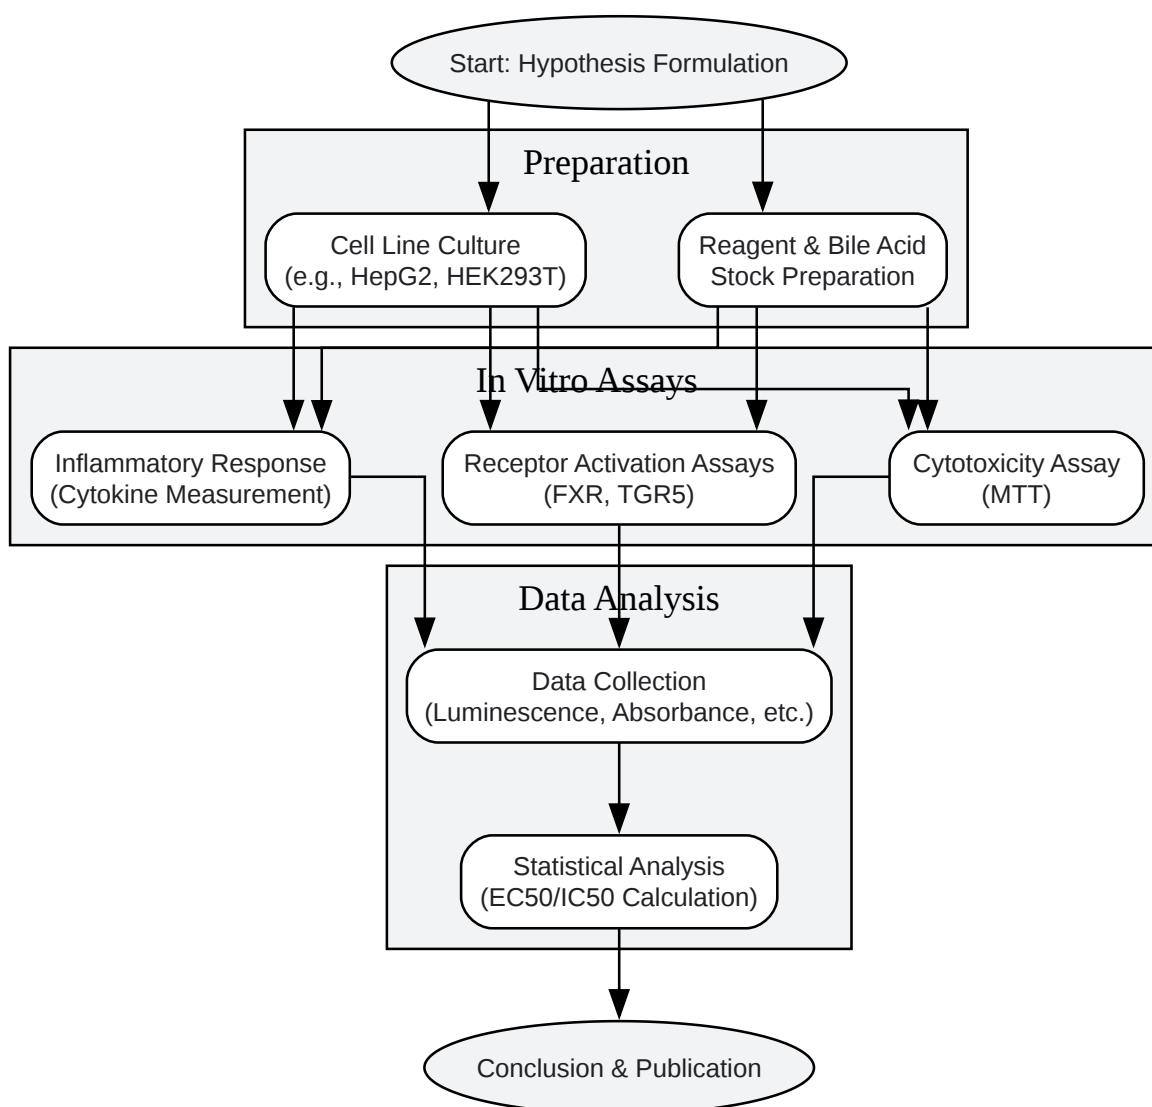 Start: Hypothesis Formulation
Preparation
Cell Line Culture
(e.g., HepG2, HEK293T)
Reagent & Bile Acid
Stock Preparation
In Vitro Assays
Inflammatory Response
(Cytokine Measurement)
Receptor Activation Assays
(FXR, TGR5)
Cytotoxicity Assay
(MTT)
Data Analysis
Data Collection
(Luminescence, Absorbance, etc.)
Statistical Analysis
(EC50/IC50 Calculation)
Conclusion & Publication